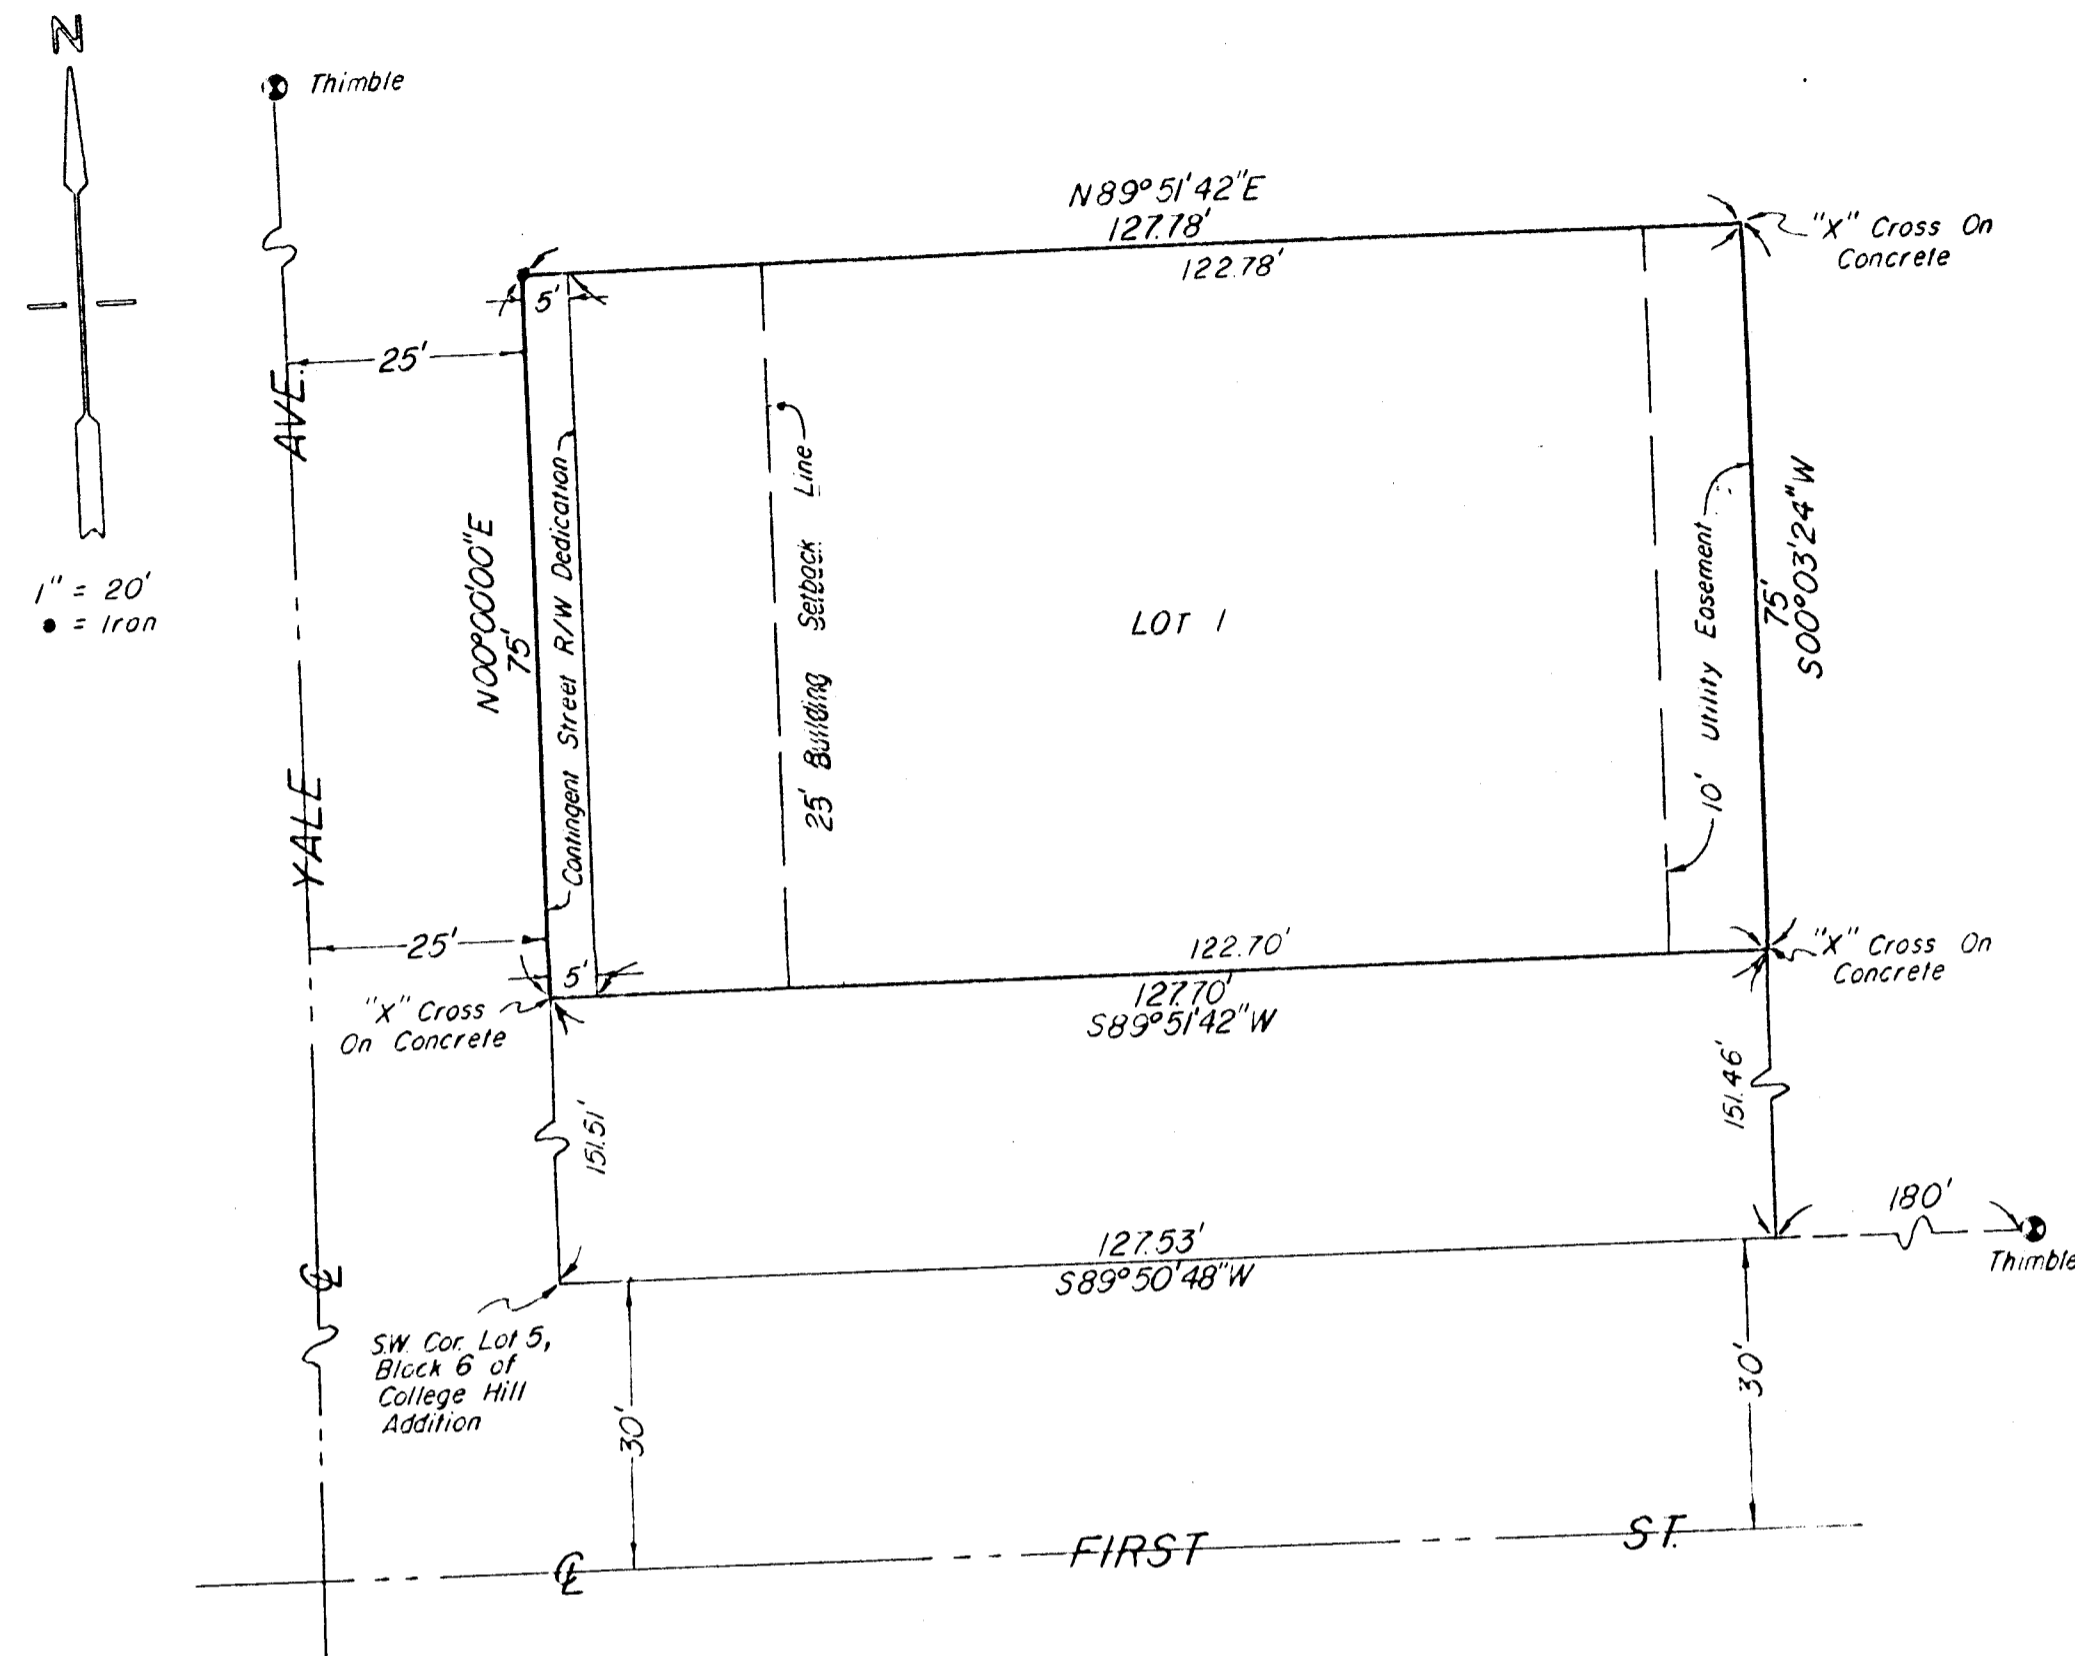 N
Thimble
N89°51'42"E
127.78'
122.78'
"X" Cross On
Concrete
5'
25'
YALE AVE.
1" = 20'
● = Iron
N00°00'00"E
75'
Contingent Street R/W Dedication
25' Building Setback Line
LOT 1
10' Utility Easement
75'
S00°03'24"W
25'
5'
122.70'
127.70'
S89°51'42"W
"X" Cross
On Concrete
"X" Cross On
Concrete
151.51'
151.46'
180'
Thimble
127.53'
S89°50'48"W
℄
S.W. Cor. Lot 5,
Block 6 of
College Hill
Addition
30'
30'
℄
FIRST ST.